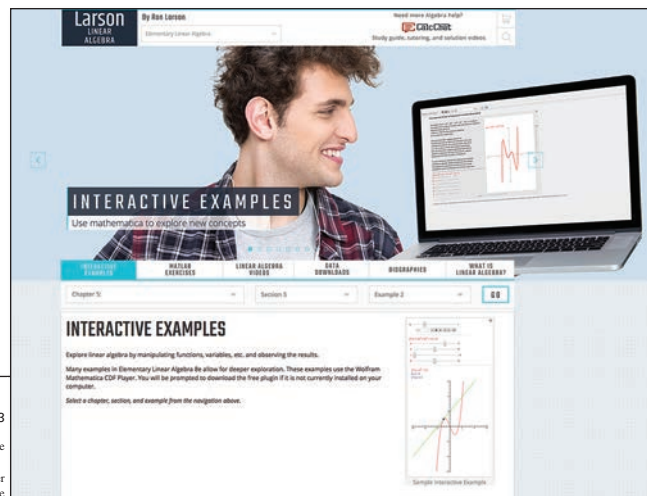 Larson
LINEAR
ALGEBRA
By Ron Larson
Elementary Linear Algebra
Need more Algebra help?
CalcChat
Study guide, tutoring, and solution videos
INTERACTIVE EXAMPLES
Use mathematica to explore new concepts
INTERACTIVE
EXAMPLES
MATLAB
EXERCISES
LINEAR ALGEBRA
VIDEOS
DATA
DOWNLOADS
BIOGRAPHIES
WHAT IS
LINEAR ALGEBRA?
Chapter 5
Section 5
Example 2
GO
INTERACTIVE EXAMPLES
Explore linear algebra by manipulating functions, variables, etc. and observing the results.
Many examples in Elementary Linear Algebra 8e allow for deeper exploration. These examples use the Wolfram
Mathematica CDF Player. You will be prompted to download the free plugin if it is not currently installed on your
computer.
Select a chapter, section, and example from the navigation above.
Sample Interactive Example
3
e
er
e